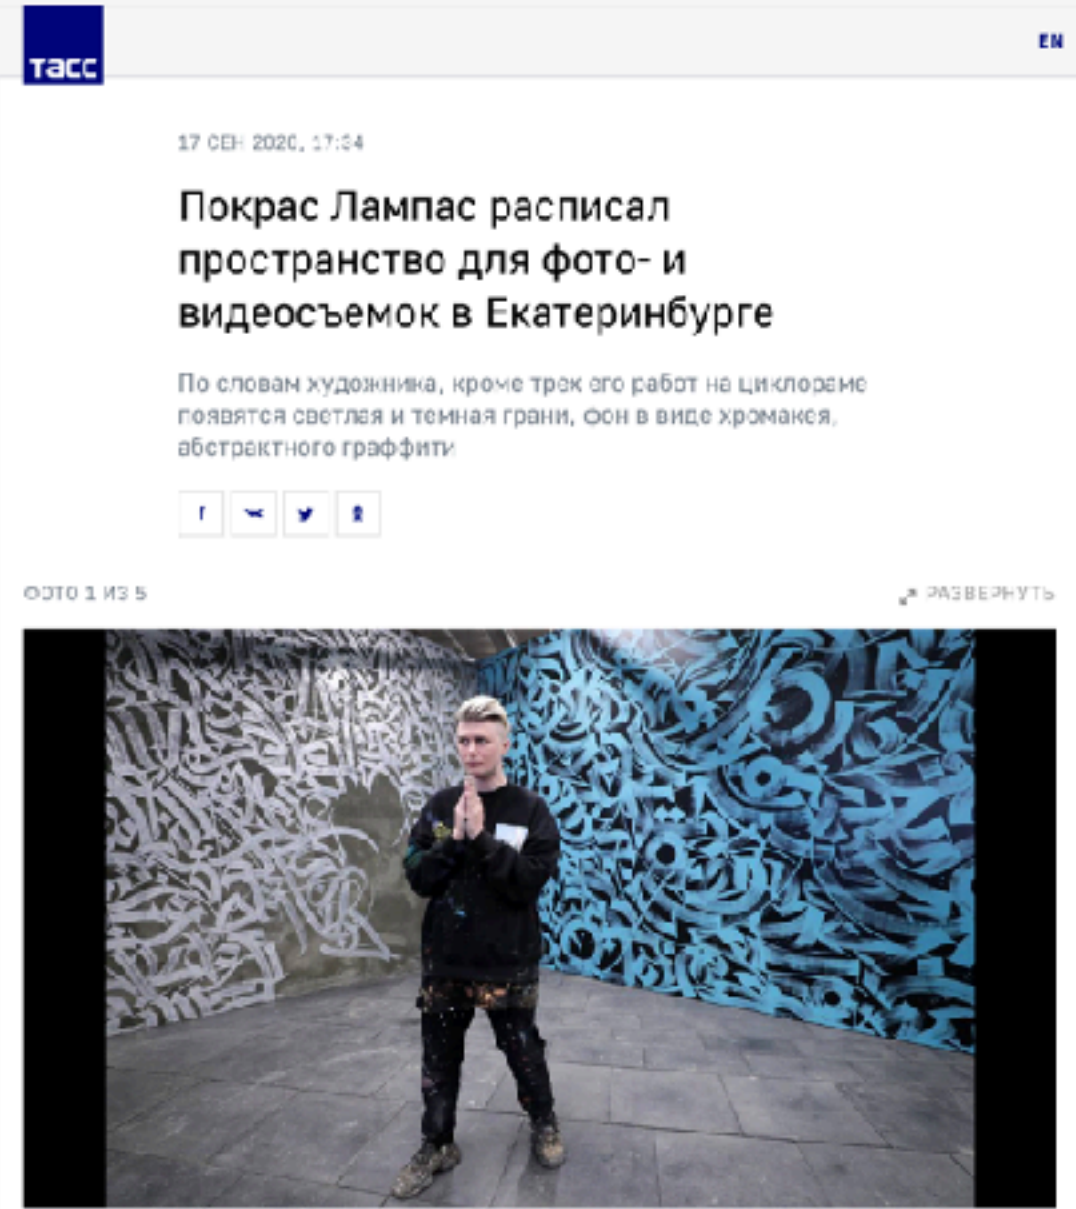 тасс
EN
17 СЕН 2020, 17:34
Покрас Лампас расписал
пространство для фото- и
видеосъемок в Екатеринбурге
По словам художника, кроме трех его работ на циклораме
появятся светлая и темная грани, фон в виде хромакея,
абстрактного граффити
ФОТО 1 ИЗ 5
РАЗВЕРНУТЬ